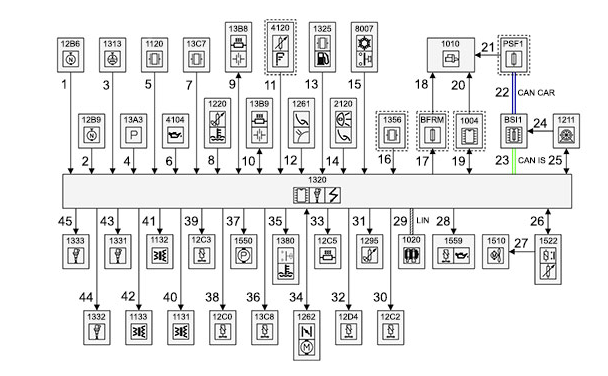 12B6 1313 1120 13C7 13B8 4120 1325 8007 1010 PSF1
F
21
1 3 5 7 9 11 13 15 18 20 22 CAN CAR
12B9 13A3 4104 1220 13B9 1261 2120 1356 BFRM 1004 BSI1 24 1211
N P
2 4 6 8 10 12 14 16 17 19 23 CAN IS 25
1320
45 43 41 39 37 35 33 31 29 LIN 28 26
1333 1331 1132 12C3 1550 1380 12C5 1295 1020 1559 1510 27 1522
P
44 42 40 38 36 34 32 30
1332 1133 1131 12C0 13C8 1262 12D4 12C2
M